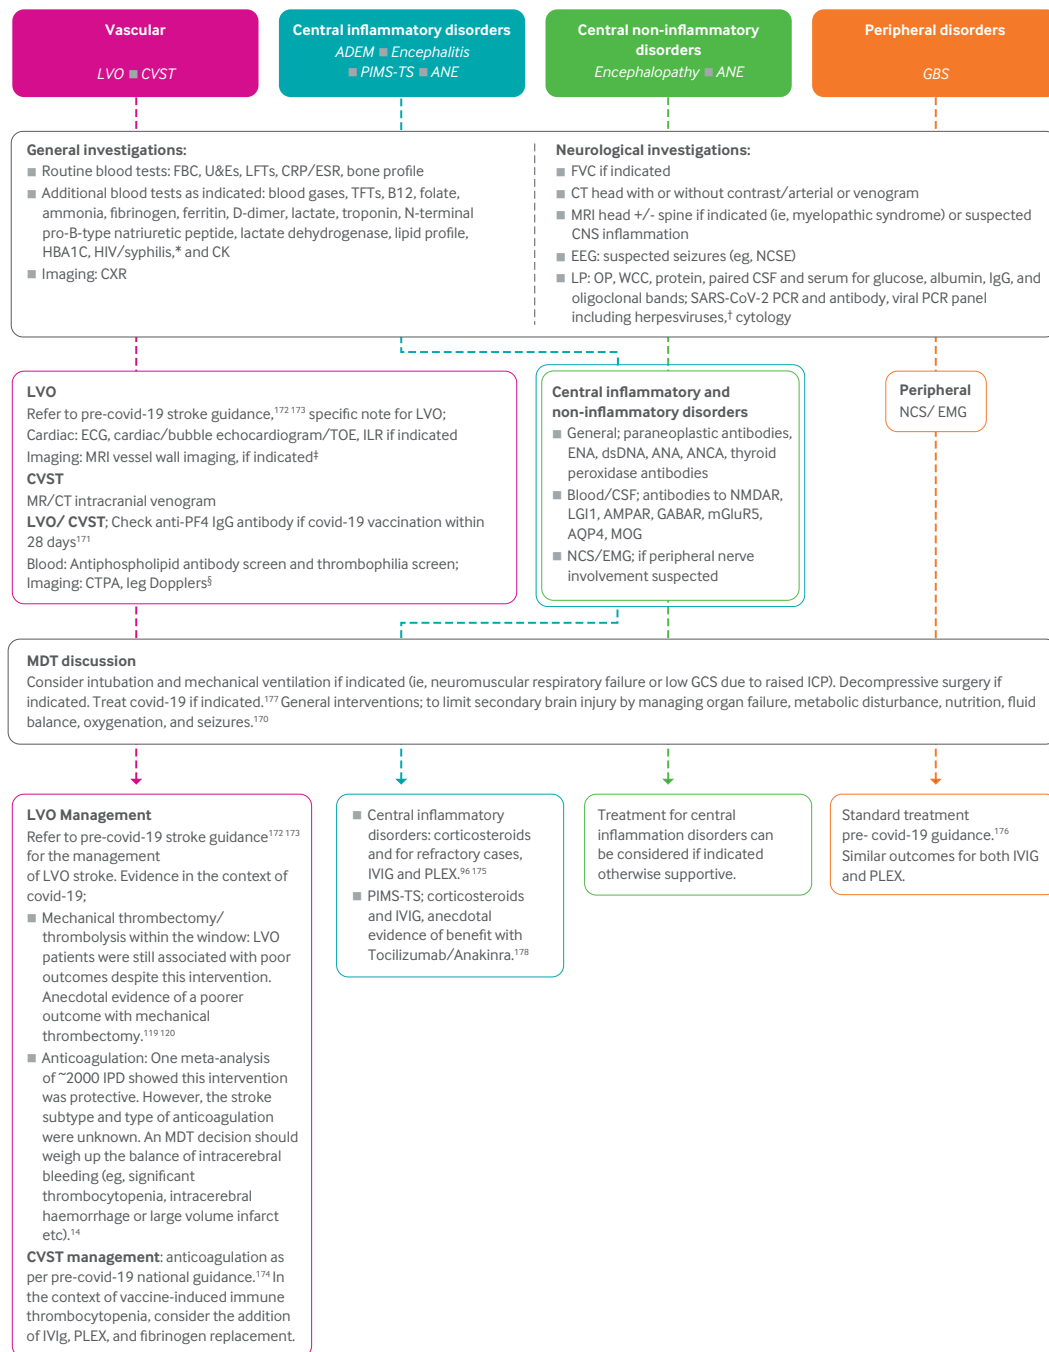 Vascular
LVO ■ CVST
Central inflammatory disorders
ADEM ■ Encephalitis
■ PIMS-TS ■ ANE
Central non-inflammatory
disorders
Encephalopathy ■ ANE
Peripheral disorders
GBS
General investigations:
■ Routine blood tests: FBC, U&Es, LFTs, CRP/ESR, bone profile
■ Additional blood tests as indicated: blood gases, TFTs, B12, folate,
ammonia, fibrinogen, ferritin, D-dimer, lactate, troponin, N-terminal
pro-B-type natriuretic peptide, lactate dehydrogenase, lipid profile,
HBA1C, HIV/syphilis,* and CK
■ Imaging: CXR
Neurological investigations:
■ FVC if indicated
■ CT head with or without contrast/arterial or venogram
■ MRI head +/- spine if indicated (ie, myelopathic syndrome) or suspected
CNS inflammation
■ EEG: suspected seizures (eg, NCSE)
■ LP: OP, WCC, protein, paired CSF and serum for glucose, albumin, IgG, and
oligoclonal bands; SARS-CoV-2 PCR and antibody, viral PCR panel
including herpesviruses,† cytology
LVO
Refer to pre-covid-19 stroke guidance,172 173 specific note for LVO;
Cardiac: ECG, cardiac/bubble echocardiogram/TOE, ILR if indicated
Imaging: MRI vessel wall imaging, if indicated‡
CVST
MR/CT intracranial venogram
LVO/ CVST; Check anti-PF4 IgG antibody if covid-19 vaccination within
28 days171
Blood: Antiphospholipid antibody screen and thrombophilia screen;
Imaging: CTPA, leg Dopplers§
Central inflammatory and
non-inflammatory disorders
■ General; paraneoplastic antibodies,
ENA, dsDNA, ANA, ANCA, thyroid
peroxidase antibodies
■ Blood/CSF; antibodies to NMDAR,
LGI1, AMPAR, GABAR, mGluR5,
AQP4, MOG
■ NCS/EMG; if peripheral nerve
involvement suspected
Peripheral
NCS/ EMG
MDT discussion
Consider intubation and mechanical ventilation if indicated (ie, neuromuscular respiratory failure or low GCS due to raised ICP). Decompressive surgery if
indicated. Treat covid-19 if indicated.177 General interventions; to limit secondary brain injury by managing organ failure, metabolic disturbance, nutrition, fluid
balance, oxygenation, and seizures.170
LVO Management
Refer to pre-covid-19 stroke guidance172 173
for the management
of LVO stroke. Evidence in the context of
covid-19;
■ Mechanical thrombectomy/
thrombolysis within the window: LVO
patients were still associated with poor
outcomes despite this intervention.
Anecdotal evidence of a poorer
outcome with mechanical
thrombectomy.119 120
■ Anticoagulation: One meta-analysis
of ~2000 IPD showed this intervention
was protective. However, the stroke
subtype and type of anticoagulation
were unknown. An MDT decision should
weigh up the balance of intracerebral
bleeding (eg, significant
thrombocytopenia, intracerebral
haemorrhage or large volume infarct
etc).14
CVST management: anticoagulation as
per pre-covid-19 national guidance.174 In
the context of vaccine-induced immune
thrombocytopenia, consider the addition
of IVIg, PLEX, and fibrinogen replacement.
■ Central inflammatory
disorders: corticosteroids
and for refractory cases,
IVIG and PLEX.96 175
■ PIMS-TS; corticosteroids
and IVIG, anecdotal
evidence of benefit with
Tocilizumab/Anakinra.178
Treatment for central
inflammation disorders can
be considered if indicated
otherwise supportive.
Standard treatment
pre- covid-19 guidance.176
Similar outcomes for both IVIG
and PLEX.